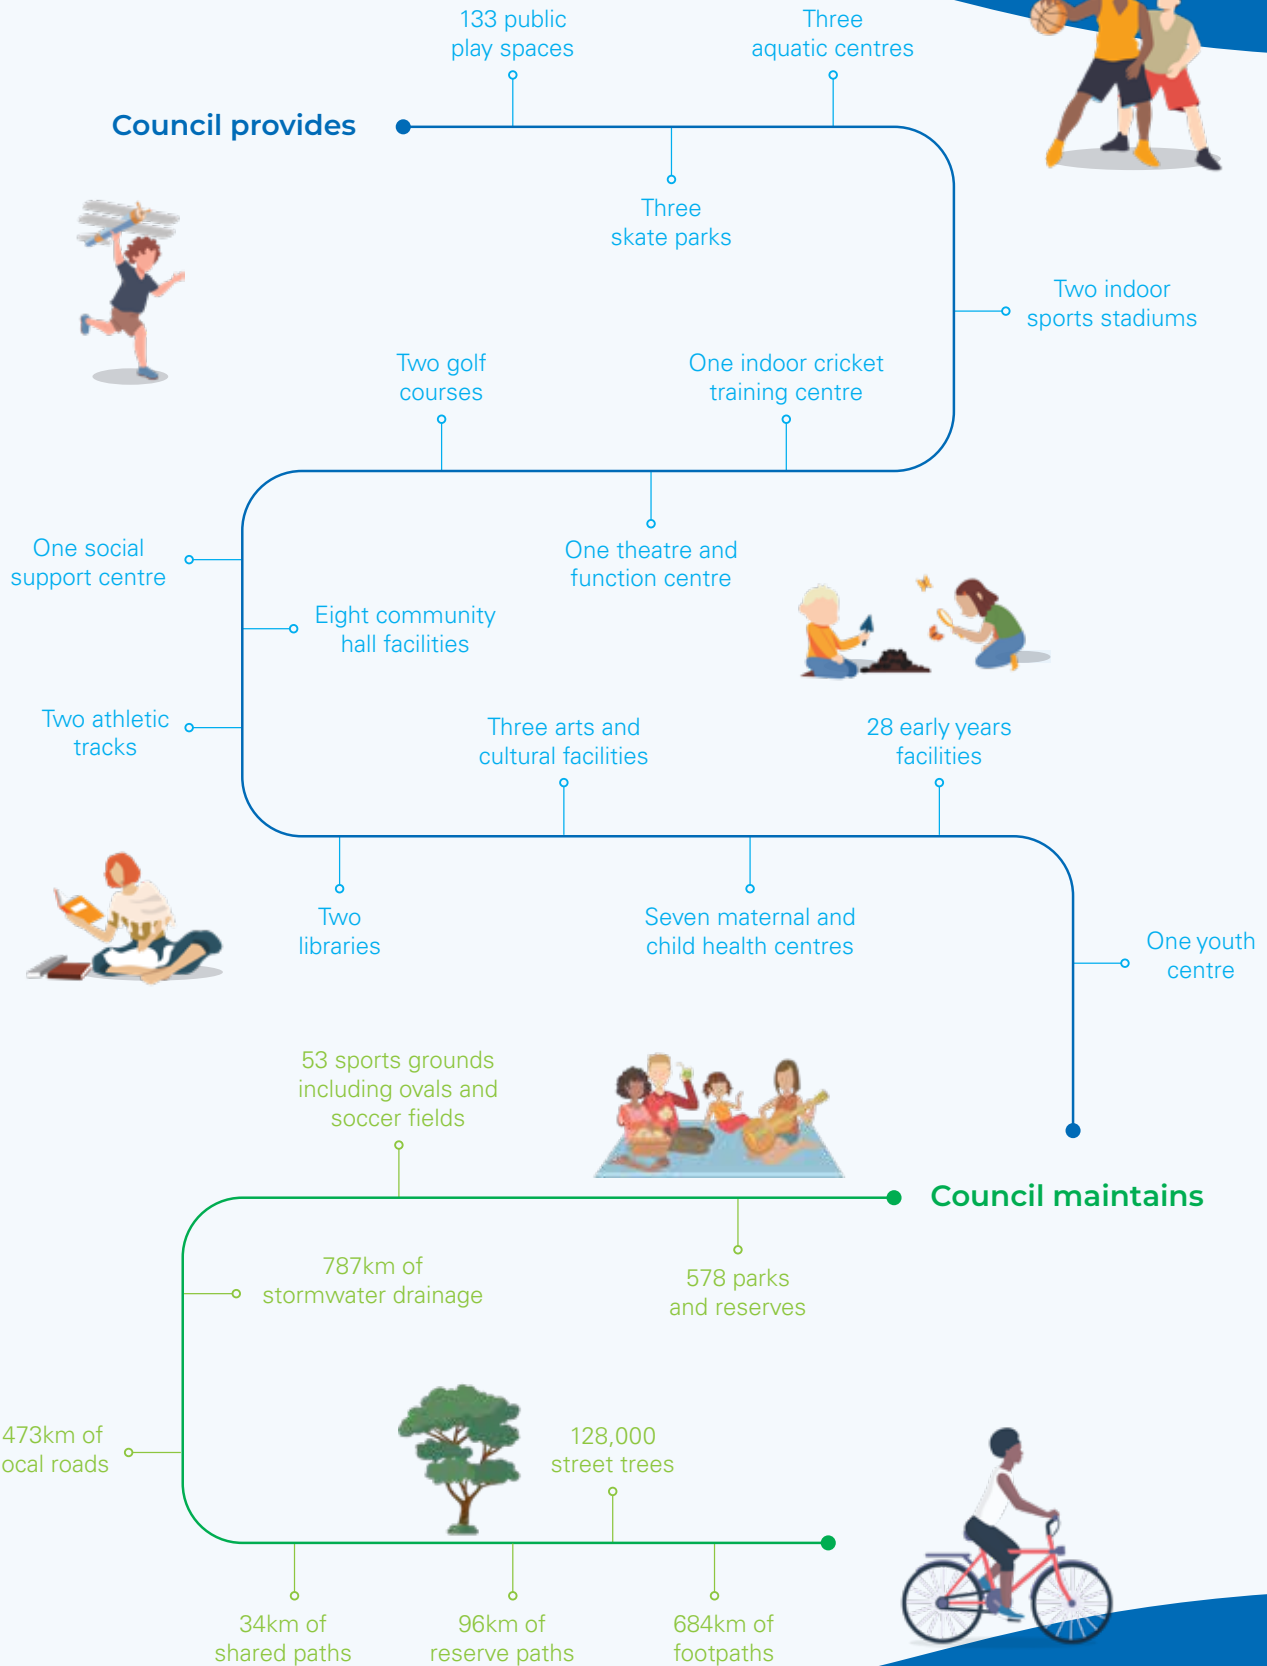 133 public
play spaces
Three
aquatic centres
Council provides
Three
skate parks
Two indoor
sports stadiums
Two golf
courses
One indoor cricket
training centre
One social
support centre
One theatre and
function centre
Eight community
hall facilities
Two athletic
tracks
Three arts and
cultural facilities
28 early years
facilities
Two
libraries
Seven maternal and
child health centres
One youth
centre
53 sports grounds
including ovals and
soccer fields
Council maintains
787km of
stormwater drainage
578 parks
and reserves
473km of
ocal roads
128,000
street trees
34km of
shared paths
96km of
reserve paths
684km of
footpaths